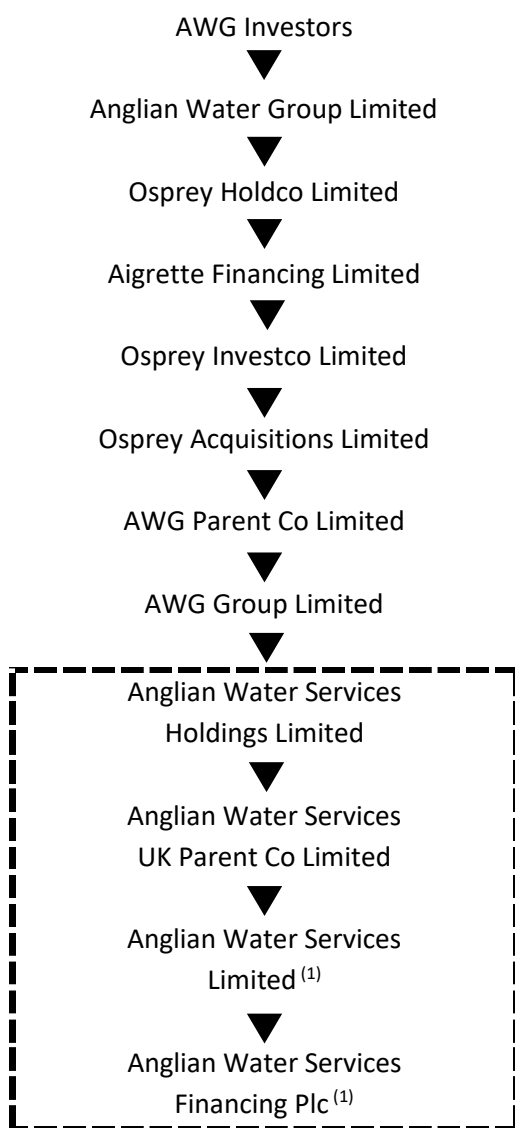 AWG Investors
Anglian Water Group Limited
Osprey Holdco Limited
Aigrette Financing Limited
Osprey Investco Limited
Osprey Acquisitions Limited
AWG Parent Co Limited
AWG Group Limited
Anglian Water Services
Holdings Limited
Anglian Water Services
UK Parent Co Limited
Anglian Water Services
Limited (1)
Anglian Water Services
Financing Plc (1)